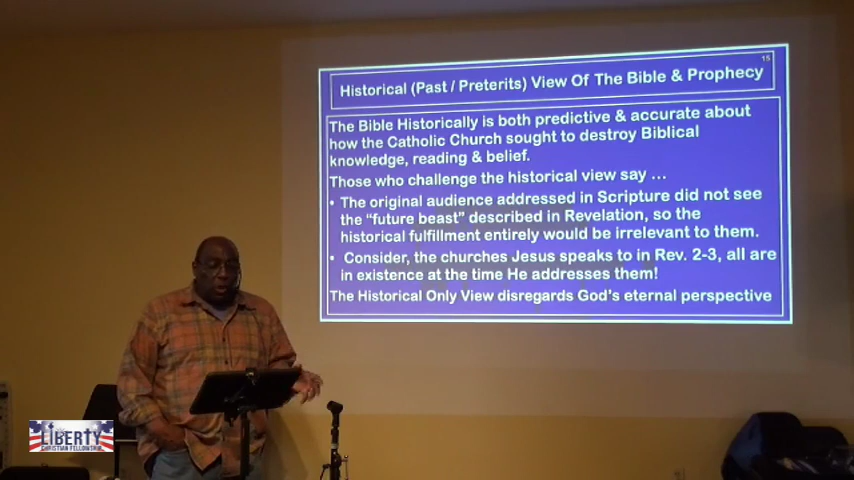 15
Historical (Past / Preterits) View Of The Bible & Prophecy
The Bible Historically is both predictive & accurate about
how the Catholic Church sought to destroy Biblical
knowledge, reading & belief.
Those who challenge the historical view say …
• The original audience addressed in Scripture did not see
the “future beast” described in Revelation, so the
historical fulfillment entirely would be irrelevant to them.
• Consider, the churches Jesus speaks to in Rev. 2-3, all are
in existence at the time He addresses them!
The Historical Only View disregards God's eternal perspective
LIBERTY
CHRISTIAN FELLOWSHIP